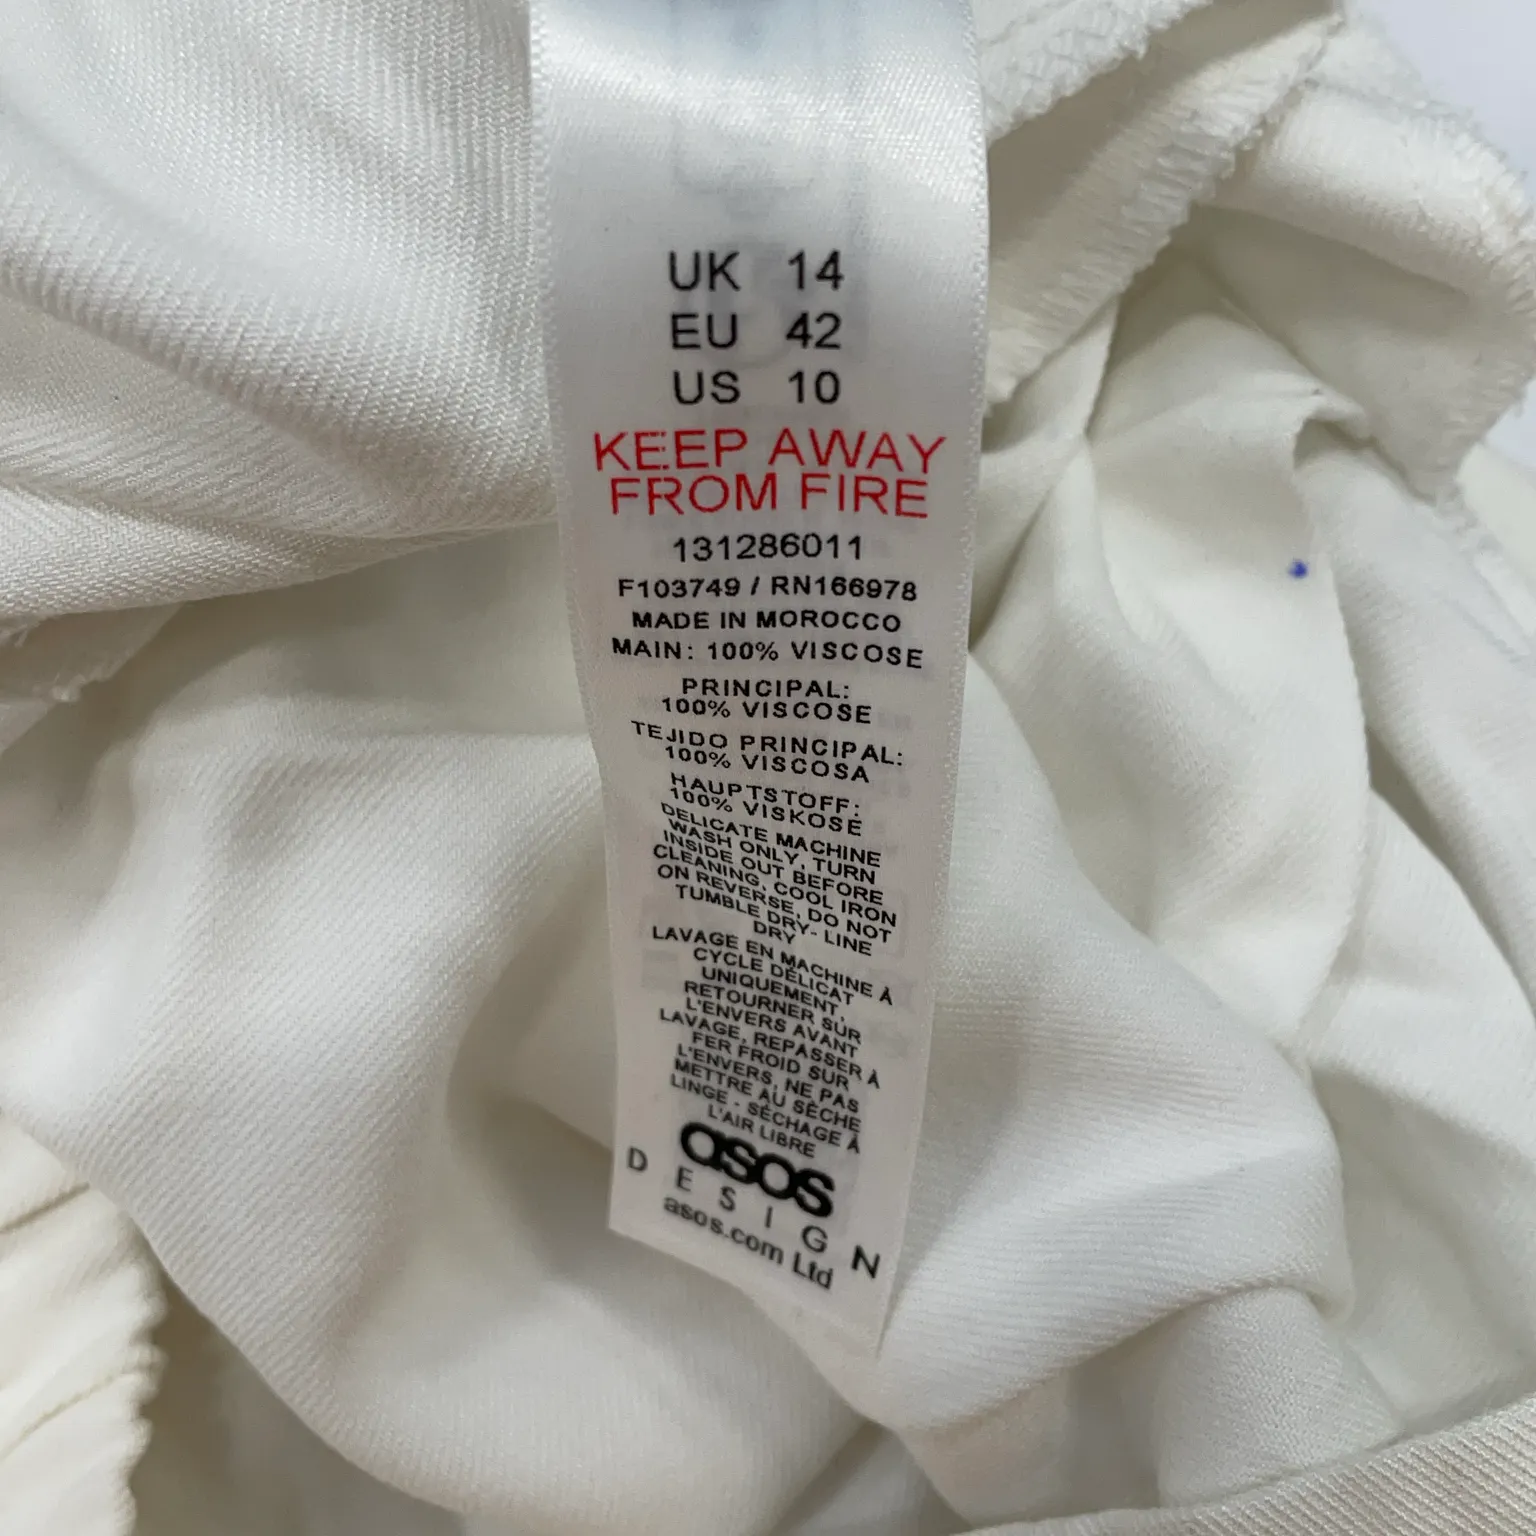 UK 14
EU 42
US 10
KEEP AWAY
FROM FIRE
131286011
F103749 / RN166978
MADE IN MOROCCO
MAIN: 100% VISCOSE
PRINCIPAL:
100% VISCOSE
TEJIDO PRINCIPAL:
100% VISCOSA
HAUPTSTOFF:
100% VISKOSE
DELICATE MACHINE
WASH ONLY, TURN
INSIDE OUT BEFORE
CLEANING, COOL IRON
ON REVERSE, DO NOT
TUMBLE DRY- LINE
DRY
LAVAGE EN MACHINE À
CYCLE DÉLICAT
UNIQUEMENT,
RETOURNER SUR
L'ENVERS AVANT
LAVAGE, REPASSER À
FER FROID SUR
L'ENVERS, NE PAS
METTRE AU SÈCHE
LINGE - SÉCHAGE À
L'AIR LIBRE
asos
DESIGN
asos.com Ltd